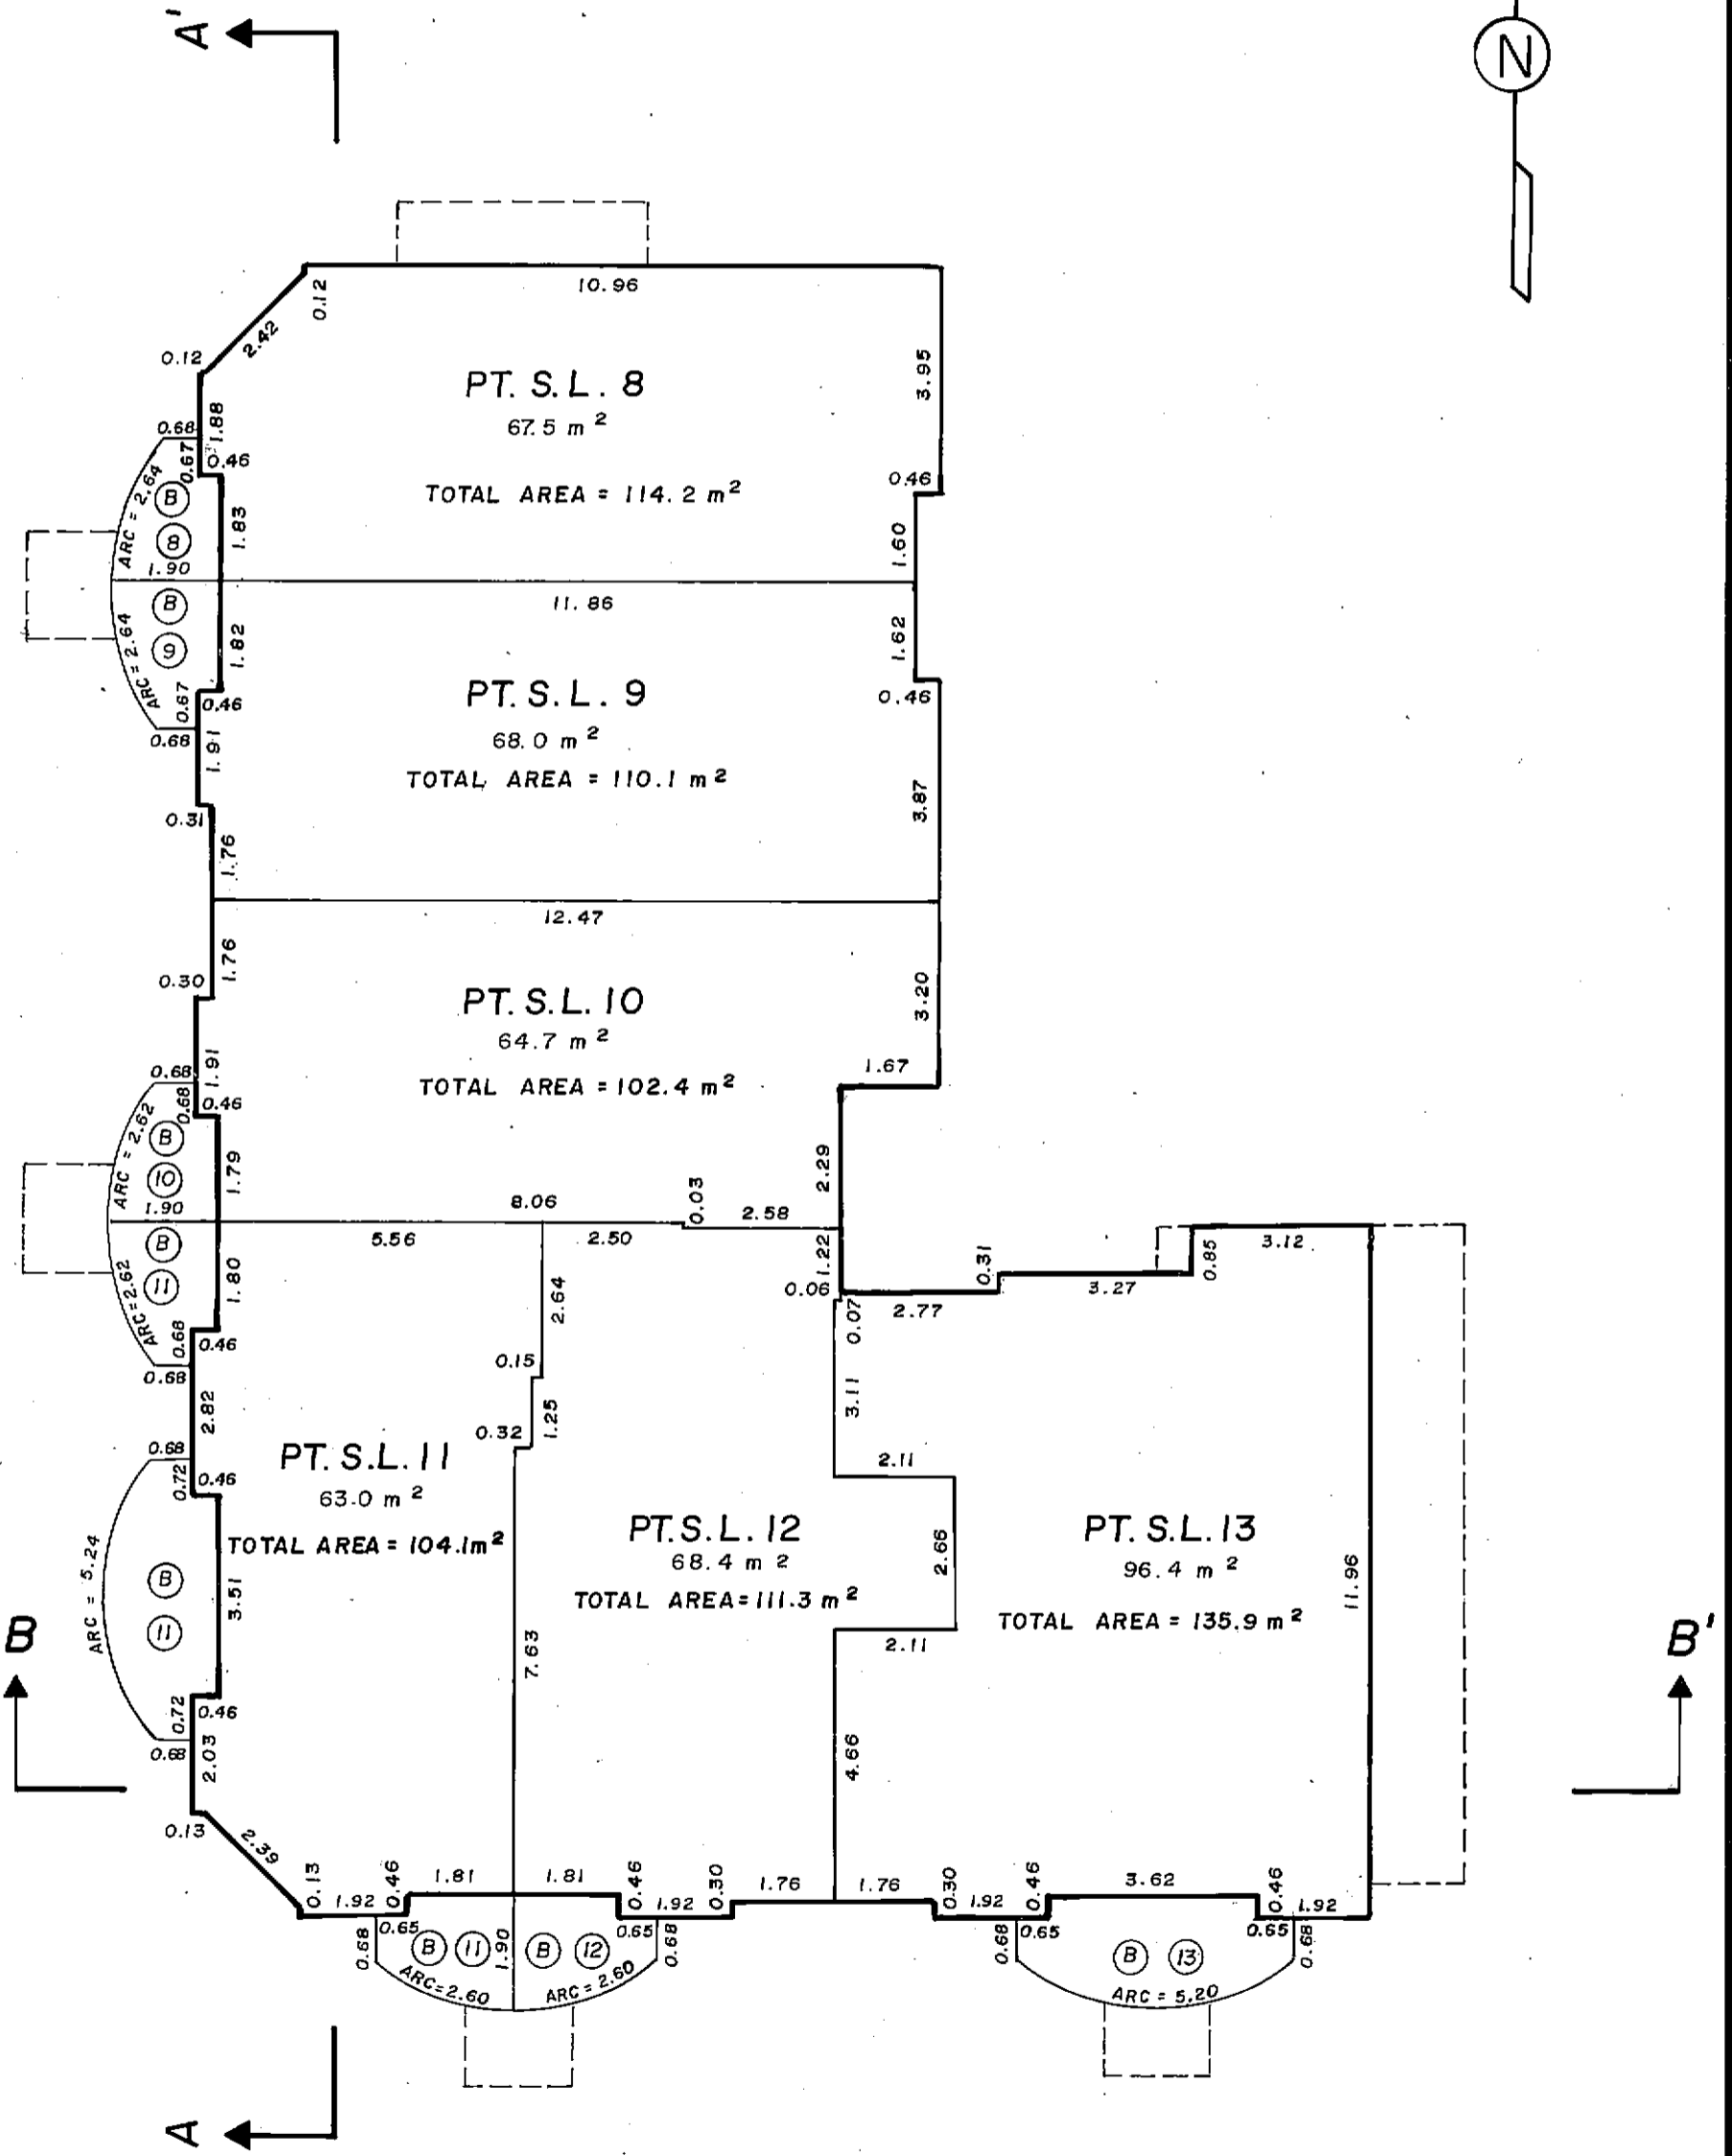 A'
N
10.96
0.12
2.42
0.12
3.95
PT. S.L. 8
67.5 m²
TOTAL AREA = 114.2 m²
1.88
0.68
0.67
0.46
0.46
ARC = 2.64
B
8
1.83
1.60
1.90
11.86
B
9
ARC = 2.64
1.82
1.62
0.67
0.46
0.46
0.68
PT. S.L. 9
68.0 m²
TOTAL AREA = 110.1 m²
1.91
3.87
0.31
1.76
12.47
1.76
0.30
3.20
PT. S.L. 10
64.7 m²
TOTAL AREA = 102.4 m²
1.91
0.68
0.68
0.46
1.67
ARC = 2.62
B
10
1.79
2.29
1.90
8.06
0.03
2.58
5.56
2.50
B
11
ARC = 2.62
1.80
1.22
0.31
0.85
3.12
2.64
0.06
0.07
2.77
3.27
0.68
0.46
0.68
0.15
2.82
1.25
3.11
0.32
0.68
0.72
0.46
2.11
PT. S.L. 11
63.0 m²
TOTAL AREA = 104.1m²
ARC = 5.24
B
11
3.51
PT. S.L. 12
68.4 m²
TOTAL AREA = 111.3 m²
2.66
PT. S.L. 13
96.4 m²
TOTAL AREA = 135.9 m²
11.96
B
B'
7.63
2.11
0.72
0.46
0.68
2.03
4.66
0.13
2.39
0.13
1.92
0.46
1.81
1.81
0.46
1.92
0.30
1.76
1.76
0.30
1.92
0.46
3.62
0.46
1.92
0.68
0.65
B
11
1.90
B
12
0.65
0.68
0.68
0.65
B
13
0.65
0.68
ARC = 2.60
ARC = 2.60
ARC = 5.20
A